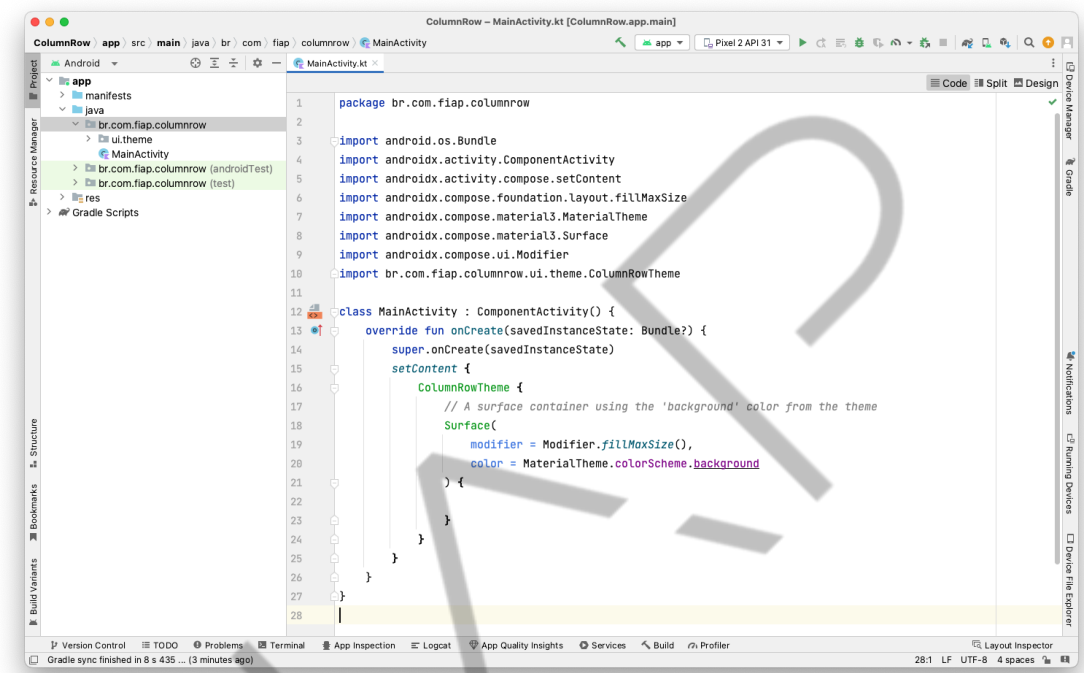 ColumnRow – MainActivity.kt [ColumnRow.app.main]
ColumnRow app src main java br com fiap columnrow MainActivity app Pixel 2 API 31
Project Android MainActivity.kt Device Manager
app Code Split Design
manifests
java
br.com.fiap.columnrow
ui.theme
MainActivity
br.com.fiap.columnrow (androidTest)
br.com.fiap.columnrow (test)
res
Gradle Scripts
Resource Manager
Structure
Bookmarks
Build Variants
1 package br.com.fiap.columnrow
2
3 import android.os.Bundle
4 import androidx.activity.ComponentActivity
5 import androidx.activity.compose.setContent
6 import androidx.compose.foundation.layout.fillMaxSize
7 import androidx.compose.material3.MaterialTheme
8 import androidx.compose.material3.Surface
9 import androidx.compose.ui.Modifier
10 import br.com.fiap.columnrow.ui.theme.ColumnRowTheme
11
12 class MainActivity : ComponentActivity() {
13 override fun onCreate(savedInstanceState: Bundle?) {
14 super.onCreate(savedInstanceState)
15 setContent {
16 ColumnRowTheme {
17 // A surface container using the 'background' color from the theme
18 Surface(
19 modifier = Modifier.fillMaxSize(),
20 color = MaterialTheme.colorScheme.background
21 ) {
22
23 }
24 }
25 }
26 }
27 }
28
Gradle
Notifications
Running Devices
Device File Explorer
Version Control TODO Problems Terminal App Inspection Logcat App Quality Insights Services Build Profiler Layout Inspector
Gradle sync finished in 8 s 435 ... (3 minutes ago) 28:1 LF UTF-8 4 spaces